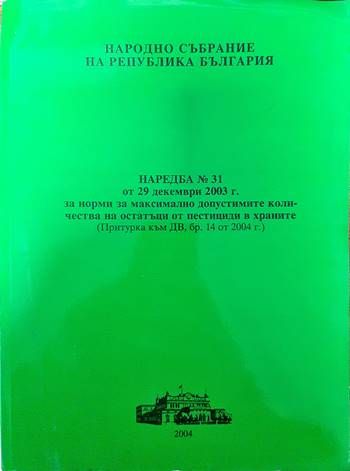 НАРОДНО СЪБРАНИЕ
НА РЕПУБЛИКА БЪЛГАРИЯ
НАРЕДБА № 31
от 29 декември 2003 г.
за норми за максимално допустимите коли-
чества на остатъци от пестициди в храните
(Притурка към ДВ, бр. 14 от 2004 г.)
2004